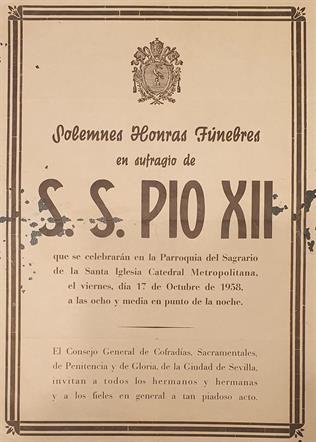 Solemnes Honras Fúnebres
en sufragio de
S. S. PIO XII
que se celebrarán en la Parroquia del Sagrario
de la Santa Iglesia Catedral Metropolitana,
el viernes, día 17 de Octubre de 1958,
a las ocho y media en punto de la noche.
El Consejo General de Cofradías, Sacramentales,
de Penitencia y de Gloria, de la Ciudad de Sevilla,
invitan a todos los hermanos y hermanas
y a los fieles en general a tan piadoso acto.